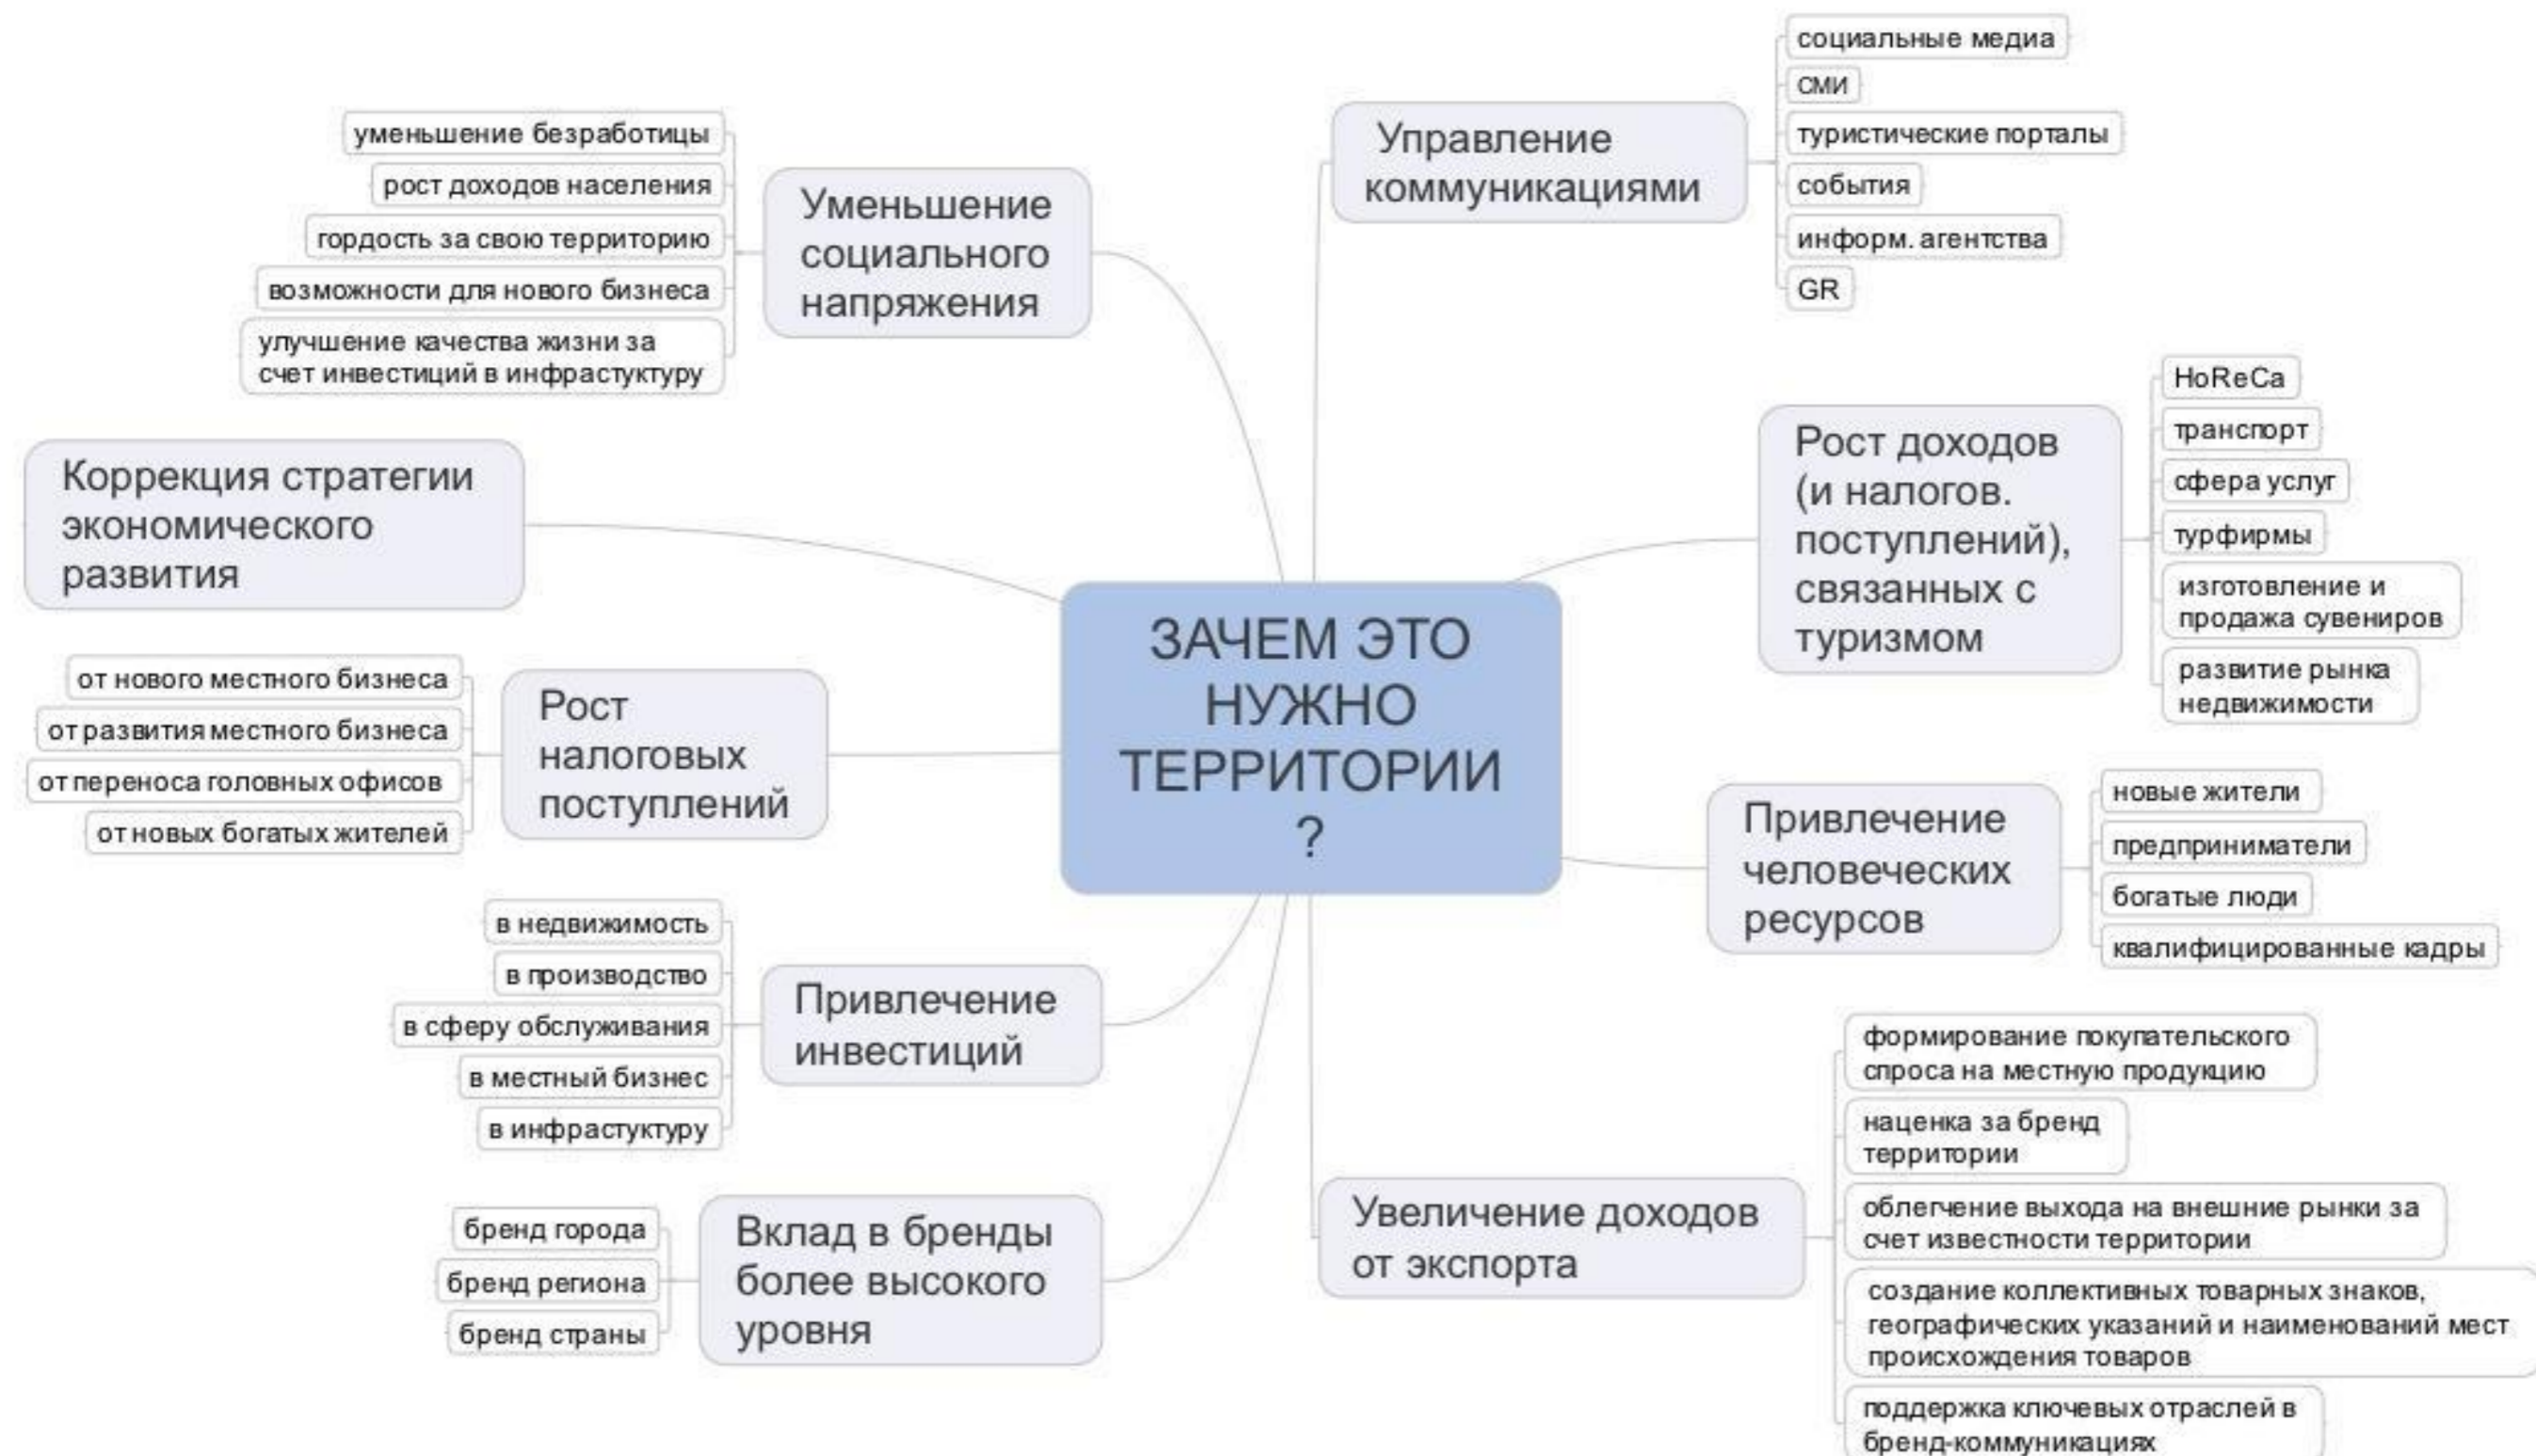 ЗАЧЕМ ЭТО
НУЖНО
ТЕРРИТОРИИ
?
Управление
коммуникациями
социальные медиа
СМИ
туристические порталы
события
информ. агентства
GR
Рост доходов
(и налогов.
поступлений),
связанных с
туризмом
HoReCa
транспорт
сфера услуг
турфирмы
изготовление и
продажа сувениров
развитие рынка
недвижимости
Привлечение
человеческих
ресурсов
новые жители
предприниматели
богатые люди
квалифицированные кадры
Увеличение доходов
от экспорта
формирование покупательского
спроса на местную продукцию
наценка за бренд
территории
облегчение выхода на внешние рынки за
счет известности территории
создание коллективных товарных знаков,
географических указаний и наименований мест
происхождения товаров
поддержка ключевых отраслей в
бренд-коммуникациях
Уменьшение
социального
напряжения
уменьшение безработицы
рост доходов населения
гордость за свою территорию
возможности для нового бизнеса
улучшение качества жизни за
счет инвестиций в инфрастуктуру
Коррекция стратегии
экономического
развития
Рост
налоговых
поступлений
от нового местного бизнеса
от развития местного бизнеса
от переноса головных офисов
от новых богатых жителей
Привлечение
инвестиций
в недвижимость
в производство
в сферу обслуживания
в местный бизнес
в инфрастуктуру
Вклад в бренды
более высокого
уровня
бренд города
бренд региона
бренд страны